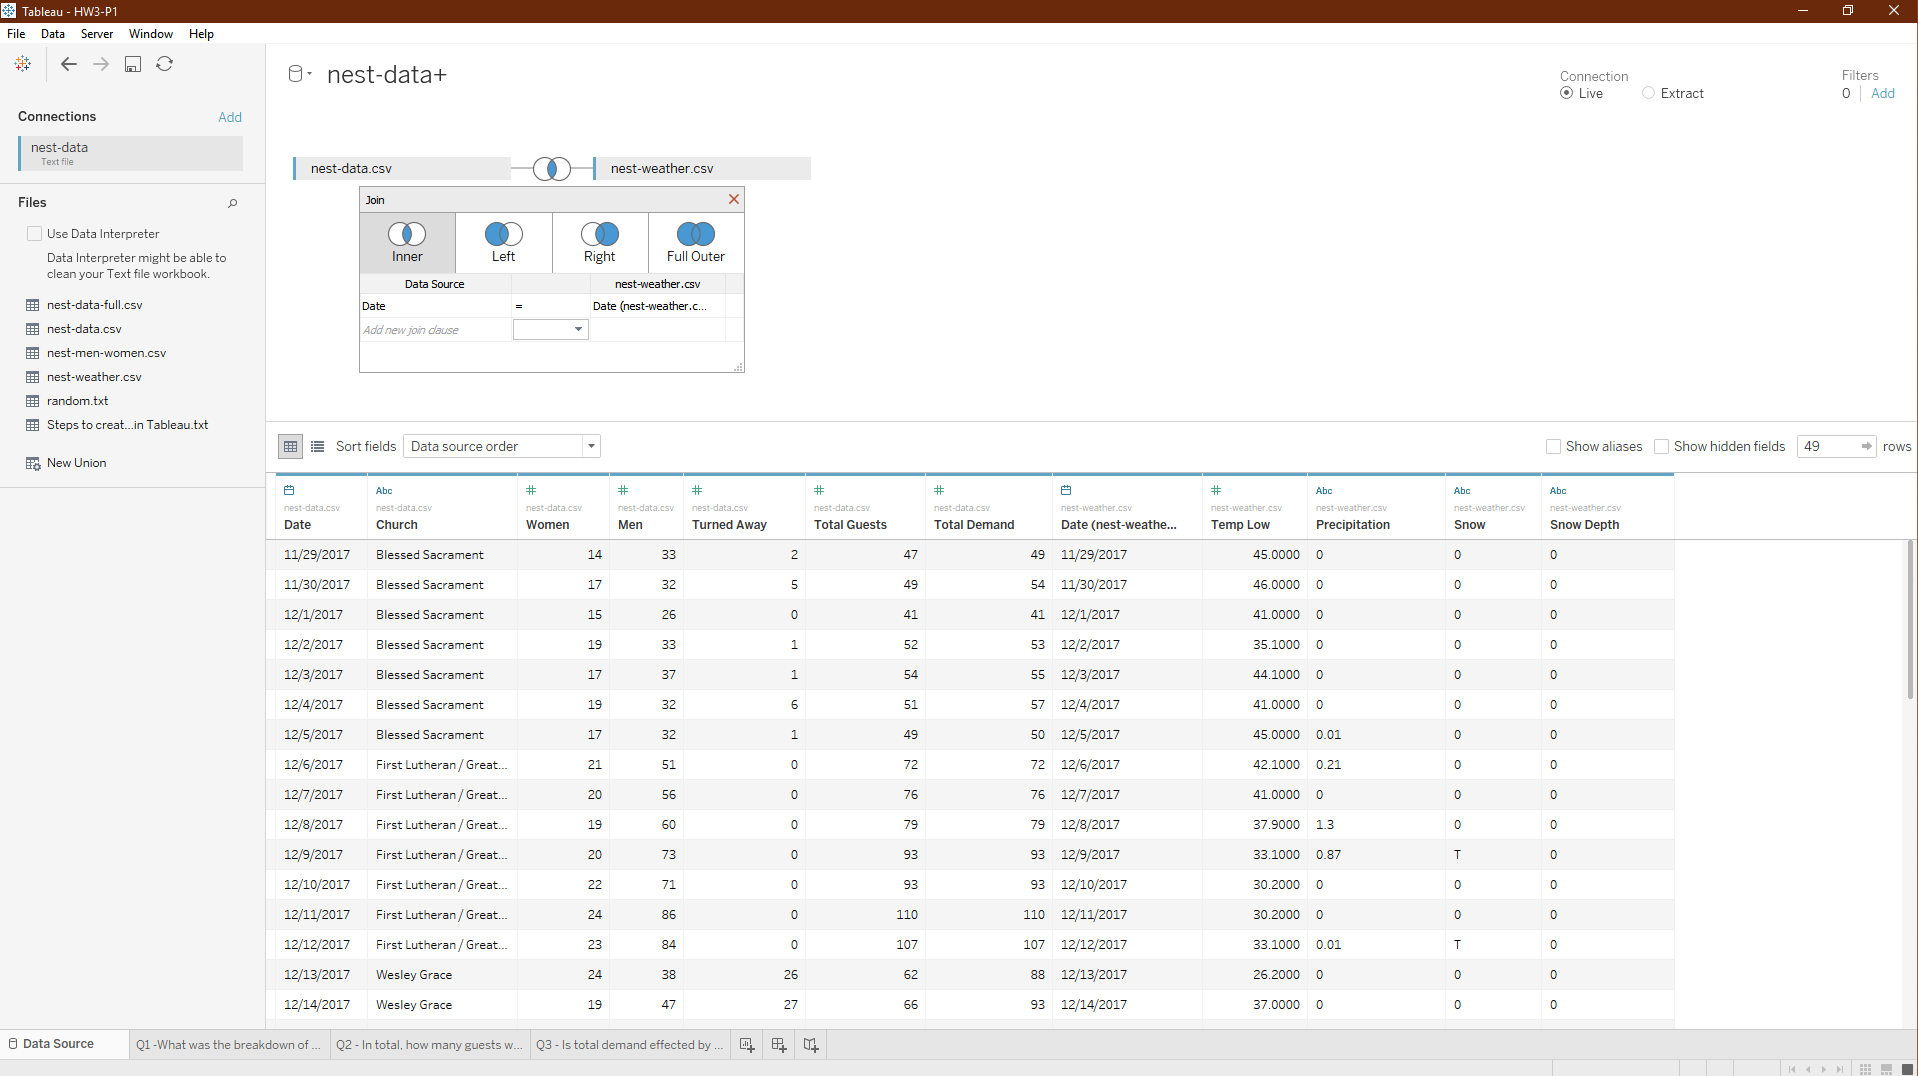 Tableau - HW3-P1
File Data Server Window Help
nest-data+
Connection
Live Extract
Filters
0 Add
Connections Add
nest-data
Text file
Files
Use Data Interpreter
Data Interpreter might be able to
clean your Text file workbook.
nest-data-full.csv
nest-data.csv
nest-men-women.csv
nest-weather.csv
random.txt
Steps to creat...in Tableau.txt
New Union
nest-data.csv nest-weather.csv
Join
Inner Left Right Full Outer
Data Source nest-weather.csv
Date = Date (nest-weather.c...
Add new join clause
Sort fields Data source order Show aliases Show hidden fields 49 rows
Abc Abc Abc Abc
nest-data.csv nest-data.csv nest-data.csv nest-data.csv nest-data.csv nest-data.csv nest-data.csv nest-weather.csv nest-weather.csv nest-weather.csv nest-weather.csv nest-weather.csv
Date Church Women Men Turned Away Total Guests Total Demand Date (nest-weathe... Temp Low Precipitation Snow Snow Depth
11/29/2017 Blessed Sacrament 14 33 2 47 49 11/29/2017 45.0000 0 0 0
11/30/2017 Blessed Sacrament 17 32 5 49 54 11/30/2017 46.0000 0 0 0
12/1/2017 Blessed Sacrament 15 26 0 41 41 12/1/2017 41.0000 0 0 0
12/2/2017 Blessed Sacrament 19 33 1 52 53 12/2/2017 35.1000 0 0 0
12/3/2017 Blessed Sacrament 17 37 1 54 55 12/3/2017 44.1000 0 0 0
12/4/2017 Blessed Sacrament 19 32 6 51 57 12/4/2017 41.0000 0 0 0
12/5/2017 Blessed Sacrament 17 32 1 49 50 12/5/2017 45.0000 0.01 0 0
12/6/2017 First Lutheran / Great... 21 51 0 72 72 12/6/2017 42.1000 0.21 0 0
12/7/2017 First Lutheran / Great... 20 56 0 76 76 12/7/2017 41.0000 0 0 0
12/8/2017 First Lutheran / Great... 19 60 0 79 79 12/8/2017 37.9000 1.3 0 0
12/9/2017 First Lutheran / Great... 20 73 0 93 93 12/9/2017 33.1000 0.87 T 0
12/10/2017 First Lutheran / Great... 22 71 0 93 93 12/10/2017 30.2000 0 0 0
12/11/2017 First Lutheran / Great... 24 86 0 110 110 12/11/2017 30.2000 0 0 0
12/12/2017 First Lutheran / Great... 23 84 0 107 107 12/12/2017 33.1000 0.01 T 0
12/13/2017 Wesley Grace 24 38 26 62 88 12/13/2017 26.2000 0 0 0
12/14/2017 Wesley Grace 19 47 27 66 93 12/14/2017 37.0000 0 0 0
Data Source Q1 -What was the breakdown of ... Q2 - In total, how many guests w... Q3 - Is total demand effected by ...